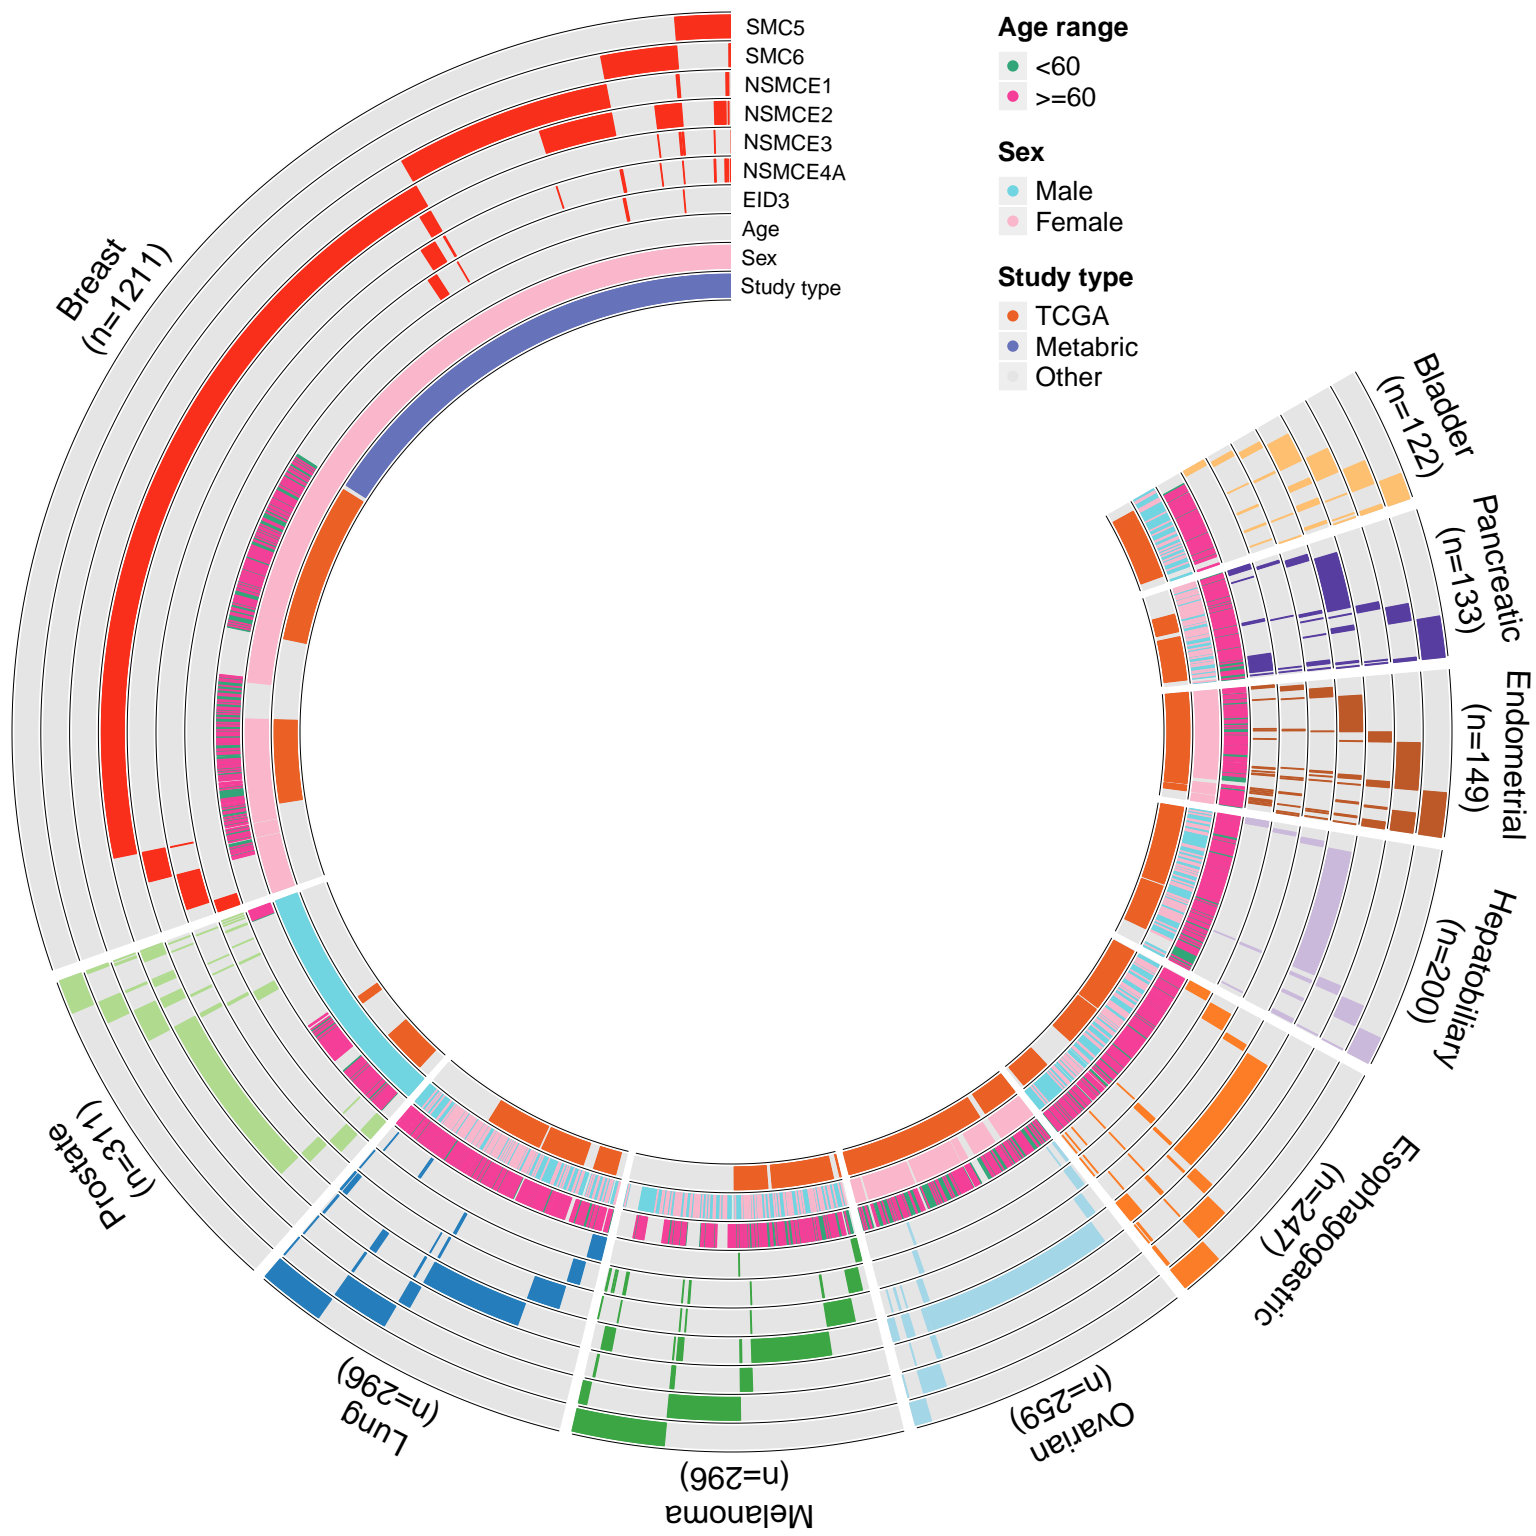 SMC5
SMC6
NSMCE1
NSMCE2
NSMCE3
NSMCE4A
EID3
Age
Sex
Study type
Age range
<60
>=60
Sex
Male
Female
Study type
TCGA
Metabric
Other
Bladder
(n=122)
Pancreatic
(n=133)
Endometrial
(n=149)
Hepatobiliary
(n=200)
Esophagogastric
(n=247)
Ovarian
(n=259)
Melanoma
(n=296)
Lung
(n=296)
Prostate
(n=311)
Breast
(n=1211)